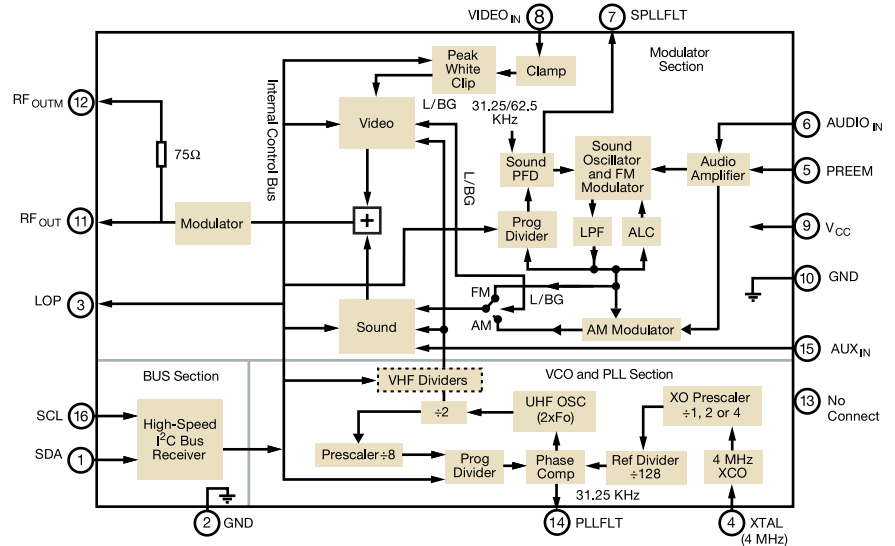 VIDEO IN
8
7
SPLLFLT
Modulator
Section
Peak
White
Clip
Clamp
12
RF OUTM
75Ω
Internal Control Bus
L/BG
31.25/62.5
KHz
Video
Sound
PFD
Sound
Oscillator
and FM
Modulator
Audio
Amplifier
6
AUDIO IN
5
PREEM
L/BG
11
RF OUT
Modulator
+
Prog
Divider
LPF
ALC
9
VCC
10
GND
3
LOP
FM
L/BG
AM
Sound
AM Modulator
15
AUX IN
BUS Section
VCO and PLL Section
VHF Dividers
13
No
Connect
16
SCL
1
SDA
High-Speed
I²C Bus
Receiver
÷2
UHF OSC
(2xFo)
XO Prescaler
÷1, 2 or 4
Prescaler÷8
Prog
Divider
Phase
Comp
Ref Divider
÷128
4 MHz
XCO
31.25 KHz
2
GND
14
PLLFLT
4
XTAL
(4 MHz)